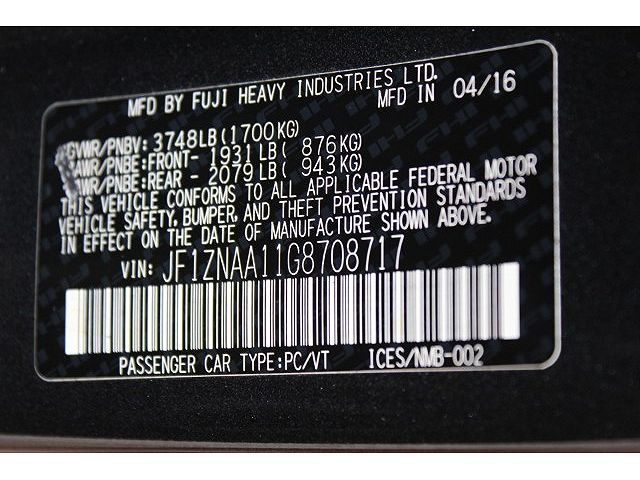 MFD BY FUJI HEAVY INDUSTRIES LTD.
MFD IN 04/16
GVWR/PNBV: 3748LB(1700KG)
GAWR/PNBE:FRONT- 1931LB( 876KG)
GAWR/PNBE:REAR - 2079LB( 943KG)
THIS VEHICLE CONFORMS TO ALL APPLICABLE FEDERAL MOTOR
VEHICLE SAFETY, BUMPER, AND THEFT PREVENTION STANDARDS
IN EFFECT ON THE DATE OF MANUFACTURE SHOWN ABOVE.
VIN: JF1ZNAA11G8708717
PASSENGER CAR TYPE:PC/VT ICES/NMB-002